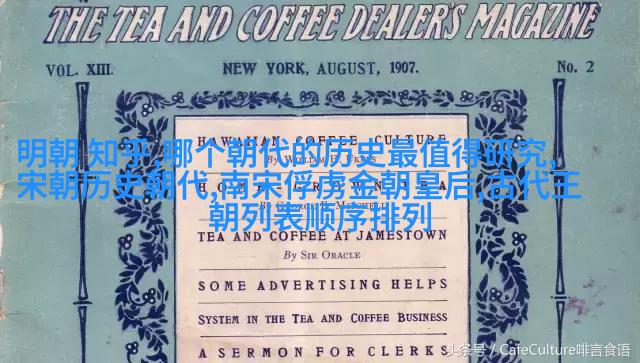 THE TEA AND COFFEE DEALER'S MAGAZINE
VOL. XIII. NEW YORK, AUGUST, 1907. No. 2
HAWAIIAN COFFEE CULTURE
明朝 知乎,哪个朝代的历史最值得研究,
宋朝历史朝代,南宋俘虏金朝皇后,古代王
朝列表顺序排列
TEA AND COFFEE AT JAMESTOWN
By SIR ORACLE
SOME ADVERTISING HELPS
SYSTEM IN THE TEA AND COFFEE BUSINESS
A SERMON FOR CLERKS
头条号 / CafeCulture啡言食语